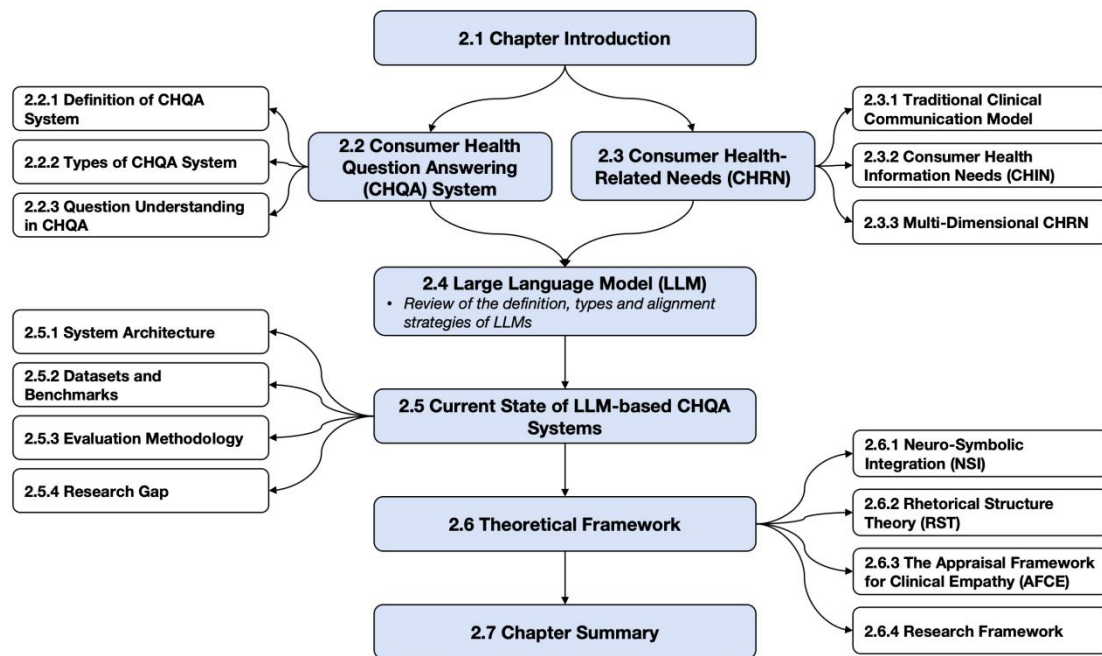 2.1 Chapter Introduction
2.2.1 Definition of CHQA
System
2.2.2 Types of CHQA System
2.2.3 Question Understanding
in CHQA
2.2 Consumer Health
Question Answering
(CHQA) System
2.3 Consumer Health-
Related Needs (CHRN)
2.3.1 Traditional Clinical
Communication Model
2.3.2 Consumer Health
Information Needs (CHIN)
2.3.3 Multi-Dimensional CHRN
2.4 Large Language Model (LLM)
• Review of the definition, types and alignment
strategies of LLMs
2.5.1 System Architecture
2.5.2 Datasets and
Benchmarks
2.5.3 Evaluation Methodology
2.5.4 Research Gap
2.5 Current State of LLM-based CHQA
Systems
2.6 Theoretical Framework
2.6.1 Neuro-Symbolic
Integration (NSI)
2.6.2 Rhetorical Structure
Theory (RST)
2.6.3 The Appraisal Framework
for Clinical Empathy (AFCE)
2.6.4 Research Framework
2.7 Chapter Summary